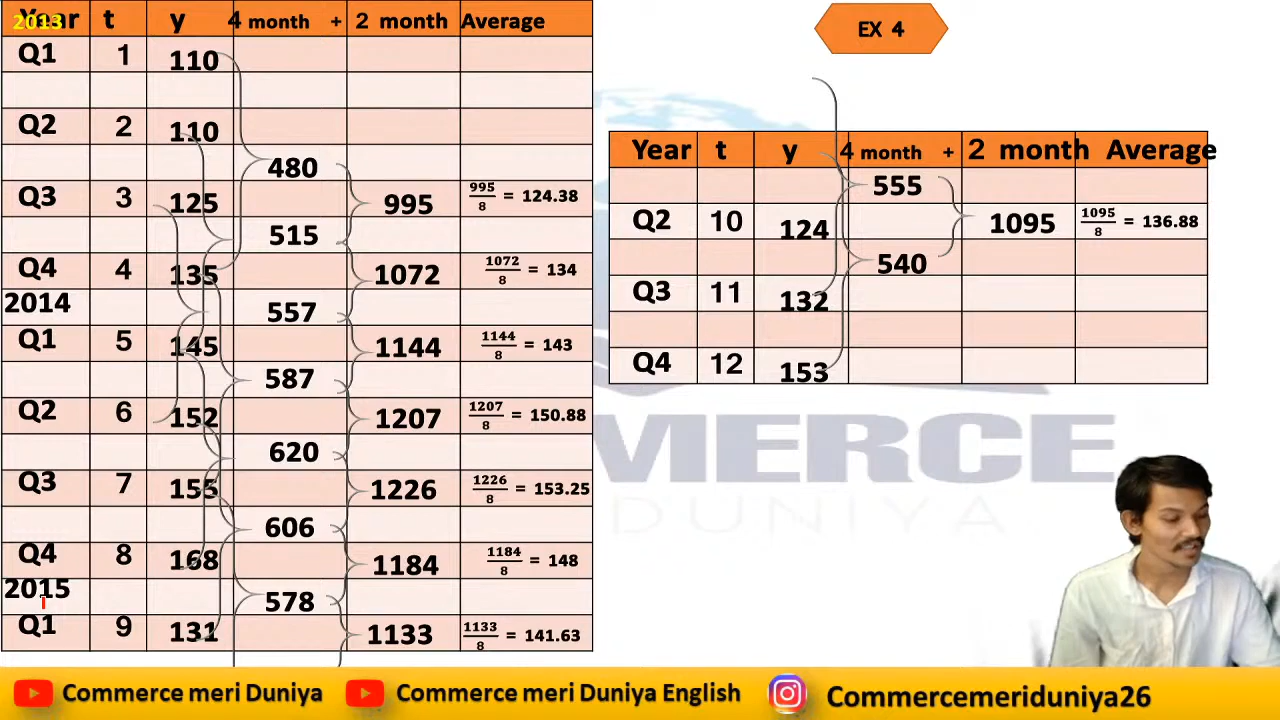 2013
Year t y 4 month + 2 month Average
Q1 1 110
Q2 2 110
480
Q3 3 125 995 995/8 = 124.38
515
Q4 4 135 1072 1072/8 = 134
2014 557
Q1 5 145 1144 1144/8 = 143
587
Q2 6 152 1207 1207/8 = 150.88
620
Q3 7 155 1226 1226/8 = 153.25
606
Q4 8 168 1184 1184/8 = 148
2015 578
Q1 9 131 1133 1133/8 = 141.63
EX 4
Year t y 4 month + 2 month Average
555
Q2 10 124 1095 1095/8 = 136.88
540
Q3 11 132
Q4 12 153
MERCE
DUNIYA
Commerce meri Duniya Commerce meri Duniya English Commercemeriduniya26